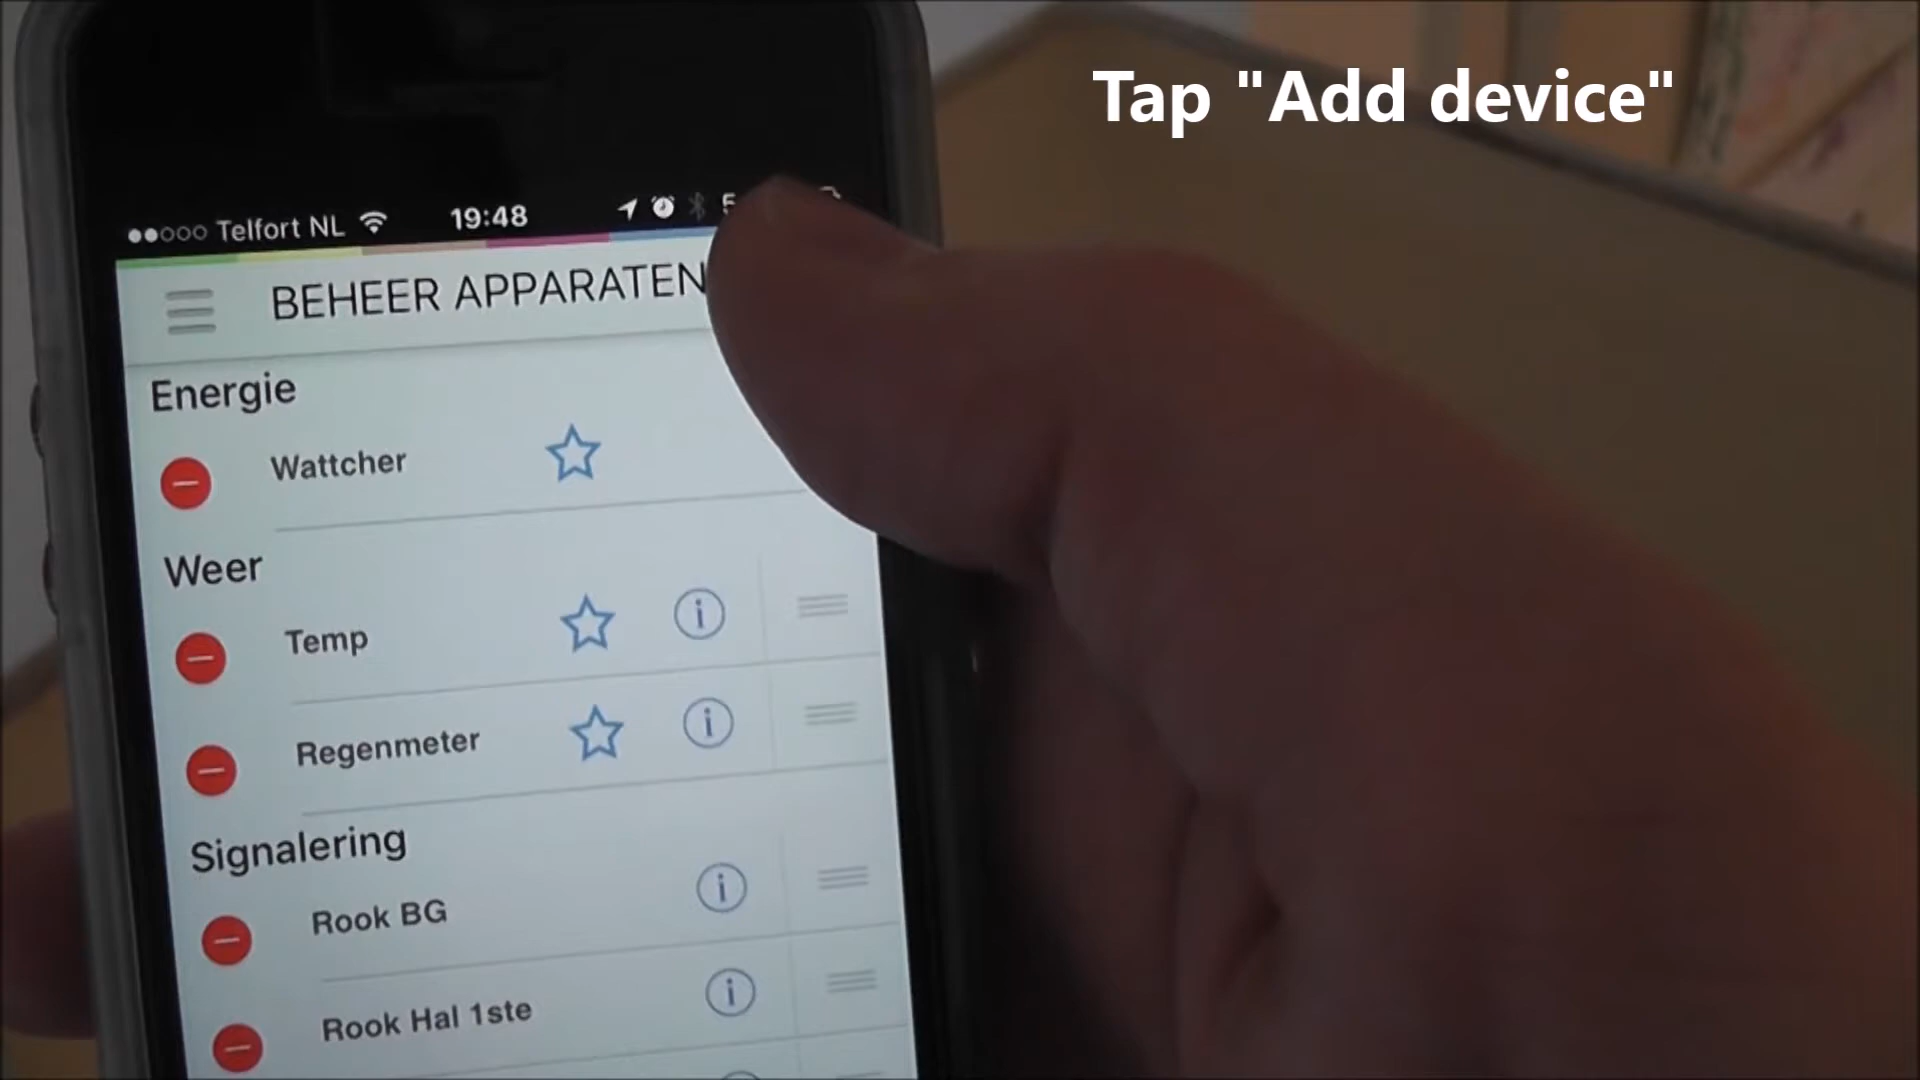 Tap "Add device"
Telfort NL 19:48 5
BEHEER APPARATEN
Energie
Wattcher
Weer
Temp
Regenmeter
Signalering
Rook BG
Rook Hal 1ste